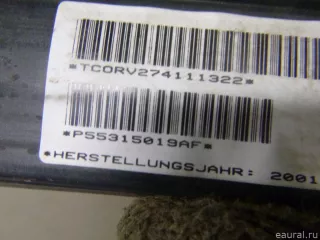 *TCORV274111322*
*P55315019AF*
*HERSTELLUNGSJAHR: 2001
eaural.ru